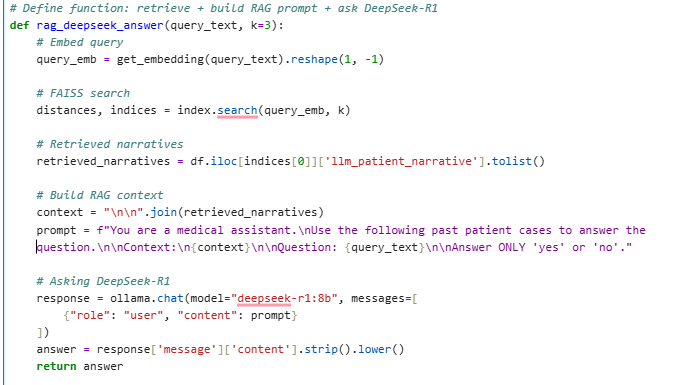 # Define function: retrieve + build RAG prompt + ask DeepSeek-R1
def rag_deepseek_answer(query_text, k=3):
    # Embed query
    query_emb = get_embedding(query_text).reshape(1, -1)

    # FAISS search
    distances, indices = index.search(query_emb, k)

    # Retrieved narratives
    retrieved_narratives = df.iloc[indices[0]]['llm_patient_narrative'].tolist()

    # Build RAG context
    context = "\n\n".join(retrieved_narratives)
    prompt = f"You are a medical assistant.\nUse the following past patient cases to answer the
    question.\n\nContext:\n{context}\n\nQuestion: {query_text}\n\nAnswer ONLY 'yes' or 'no'."

    # Asking DeepSeek-R1
    response = ollama.chat(model="deepseek-r1:8b", messages=[
        {"role": "user", "content": prompt}
    ])
    answer = response['message']['content'].strip().lower()
    return answer